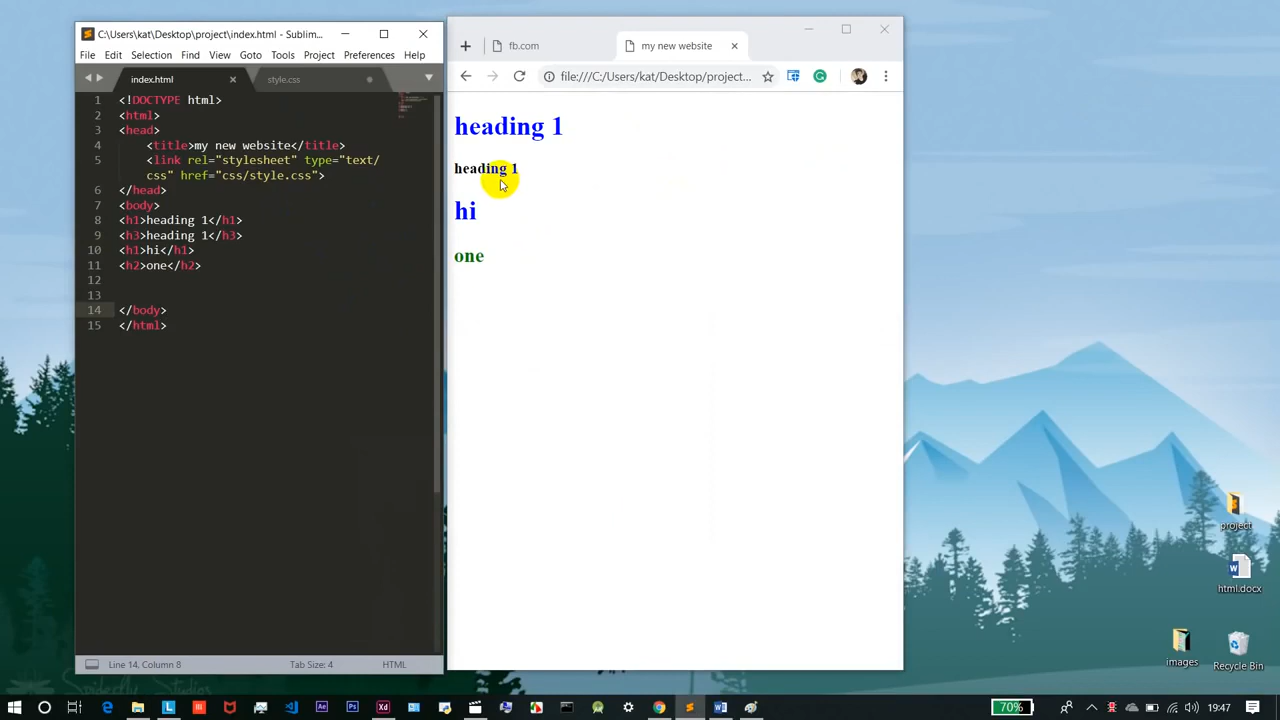 C:\Users\kat\Desktop\project\index.html - Sublim...
File Edit Selection Find View Goto Tools Project Preferences Help
index.html style.css
1 <!DOCTYPE html>
2 <html>
3 <head>
4 <title>my new website</title>
5 <link rel="stylesheet" type="text/
css" href="css/style.css">
6 </head>
7 <body>
8 <h1>heading 1</h1>
9 <h3>heading 1</h3>
10 <h1>hi</h1>
11 <h2>one</h2>
12
13
14 </body>
15 </html>
Line 14, Column 8 Tab Size: 4 HTML
fb.com my new website
file:///C:/Users/kat/Desktop/project...
heading 1
heading 1
hi
one
project
html.docx
images
Recycle Bin
Spiderfly Studios
70% 19:47